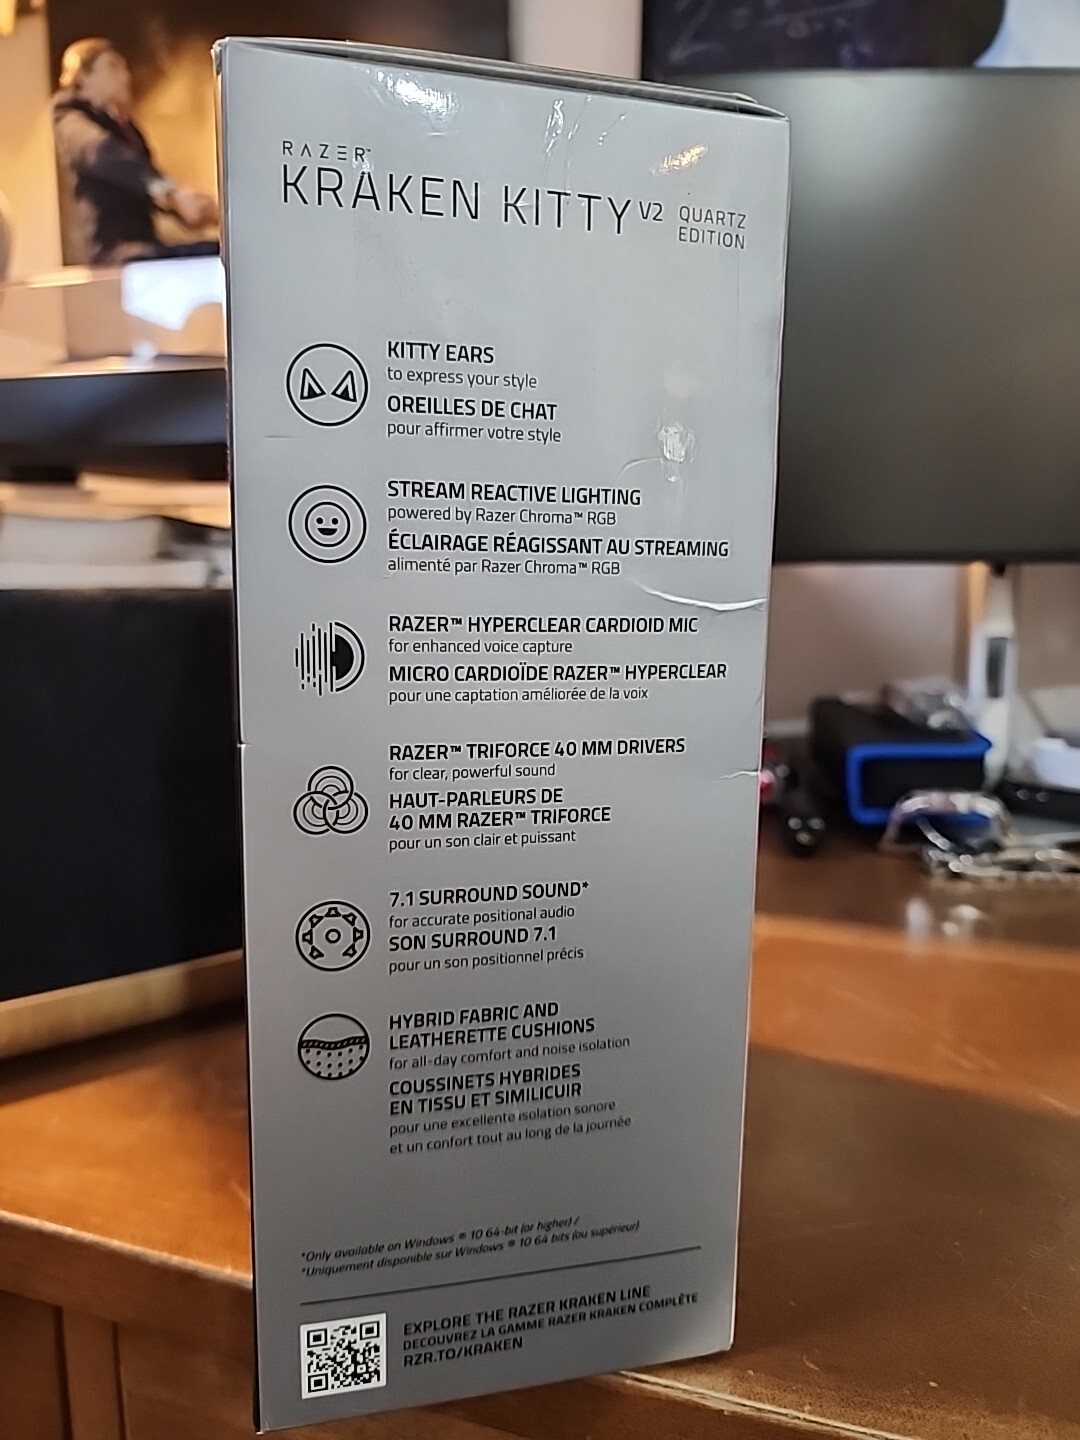 RAZER™
KRAKEN KITTY V2 QUARTZ
EDITION
KITTY EARS
to express your style
OREILLES DE CHAT
pour affirmer votre style
STREAM REACTIVE LIGHTING
powered by Razer Chroma™ RGB
ÉCLAIRAGE RÉAGISSANT AU STREAMING
alimenté par Razer Chroma™ RGB
RAZER™ HYPERCLEAR CARDIOID MIC
for enhanced voice capture
MICRO CARDIOÏDE RAZER™ HYPERCLEAR
pour une captation améliorée de la voix
RAZER™ TRIFORCE 40 MM DRIVERS
for clear, powerful sound
HAUT-PARLEURS DE
40 MM RAZER™ TRIFORCE
pour un son clair et puissant
7.1 SURROUND SOUND*
for accurate positional audio
SON SURROUND 7.1
pour un son positionnel précis
HYBRID FABRIC AND
LEATHERETTE CUSHIONS
for all-day comfort and noise isolation
COUSSINETS HYBRIDES
EN TISSU ET SIMILICUIR
pour une excellente isolation sonore
et un confort tout au long de la journée
*Only available on Windows ® 10 64-bit (or higher) /
*Uniquement disponible sur Windows ® 10 64 bits (ou supérieur)
EXPLORE THE RAZER KRAKEN LINE
DECOUVREZ LA GAMME RAZER KRAKEN COMPLÈTE
RZR.TO/KRAKEN